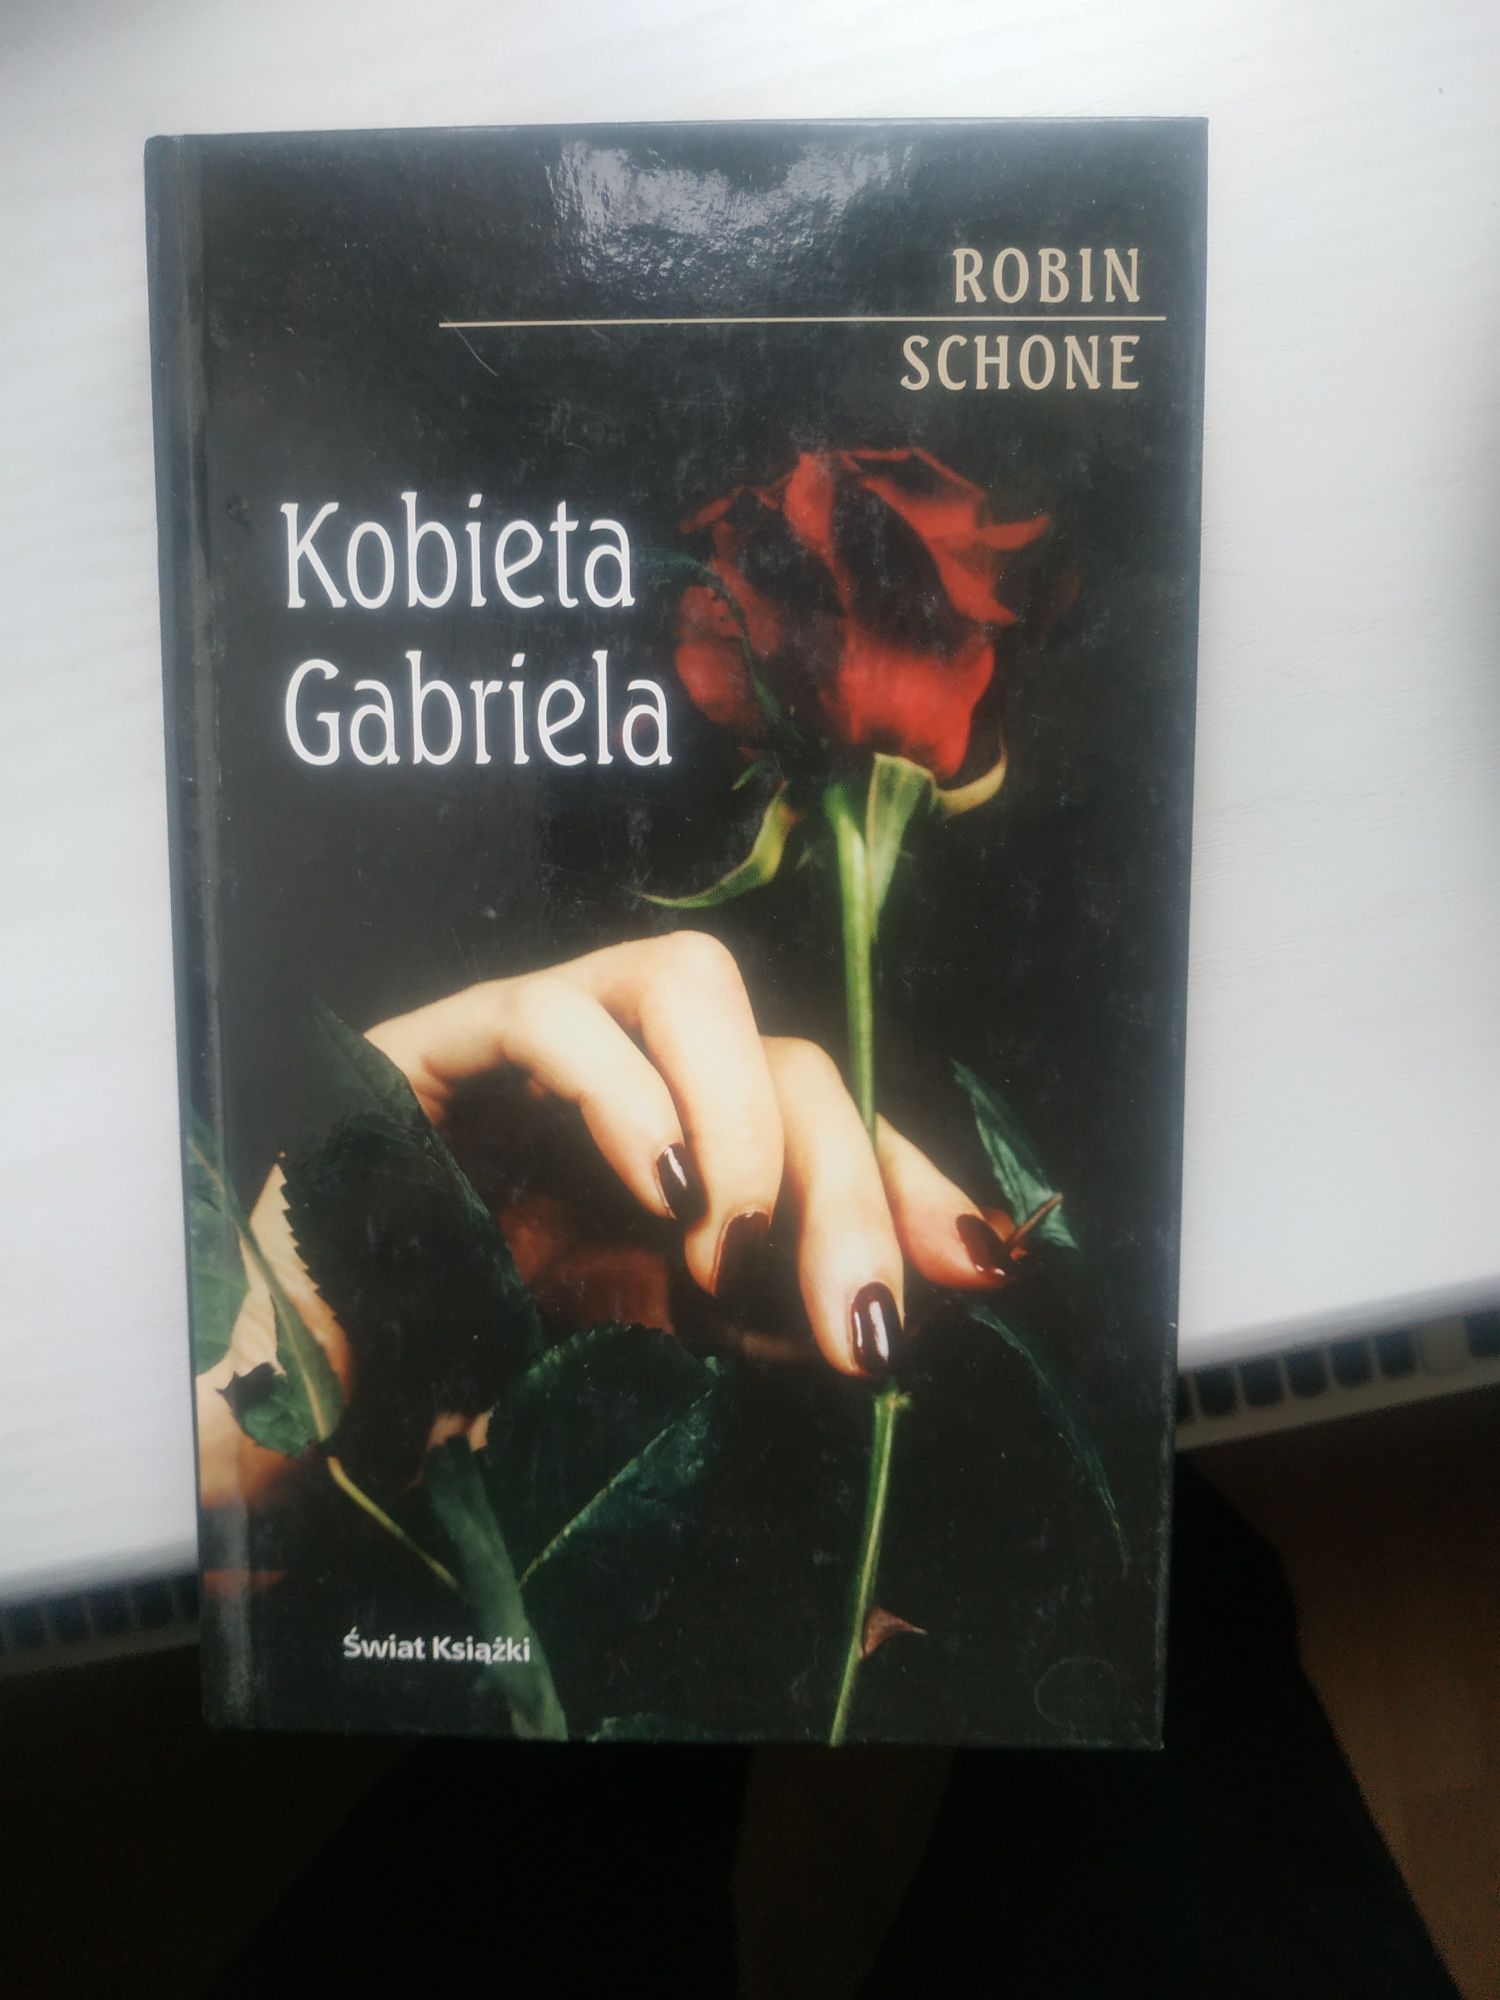 ROBIN
SCHONE
Kobieta
Gabriela
Świat Książki